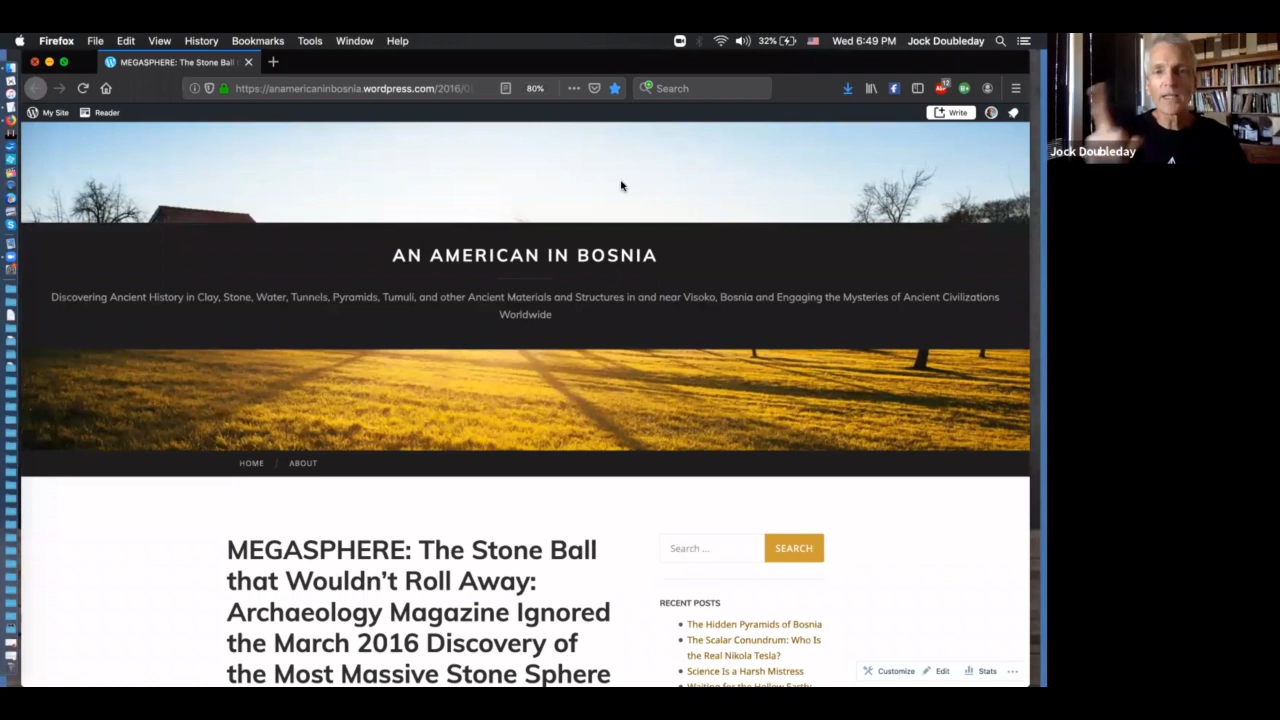 Firefox File Edit View History Bookmarks Tools Window Help 32% Wed 6:49 PM Jock Doubleday
MEGASPHERE: The Stone Ball
https://anamericaninbosnia.wordpress.com/2016/0 80% Search 12
My Site Reader Write
Jock Doubleday
AN AMERICAN IN BOSNIA
Discovering Ancient History in Clay, Stone, Water, Tunnels, Pyramids, Tumuli, and other Ancient Materials and Structures in and near Visoko, Bosnia and Engaging the Mysteries of Ancient Civilizations
Worldwide
HOME / ABOUT
MEGASPHERE: The Stone Ball
that Wouldn’t Roll Away:
Archaeology Magazine Ignored
the March 2016 Discovery of
the Most Massive Stone Sphere
Search ... SEARCH
RECENT POSTS
The Hidden Pyramids of Bosnia
The Scalar Conundrum: Who Is
the Real Nikola Tesla?
Science Is a Harsh Mistress
Waiting for the Hollow Earth:
Customize Edit Stats